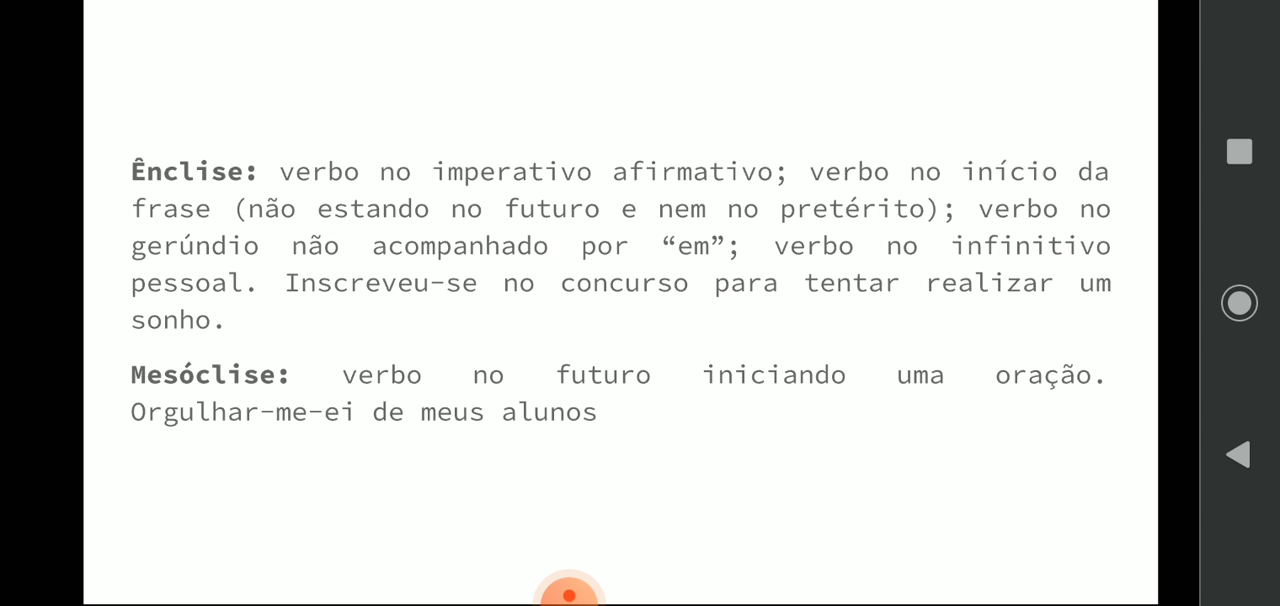 Ênclise: verbo no imperativo afirmativo; verbo no início da
frase (não estando no futuro e nem no pretérito); verbo no
gerúndio não acompanhado por “em”; verbo no infinitivo
pessoal. Inscreveu-se no concurso para tentar realizar um
sonho.
Mesóclise: verbo no futuro iniciando uma oração.
Orgulhar-me-ei de meus alunos